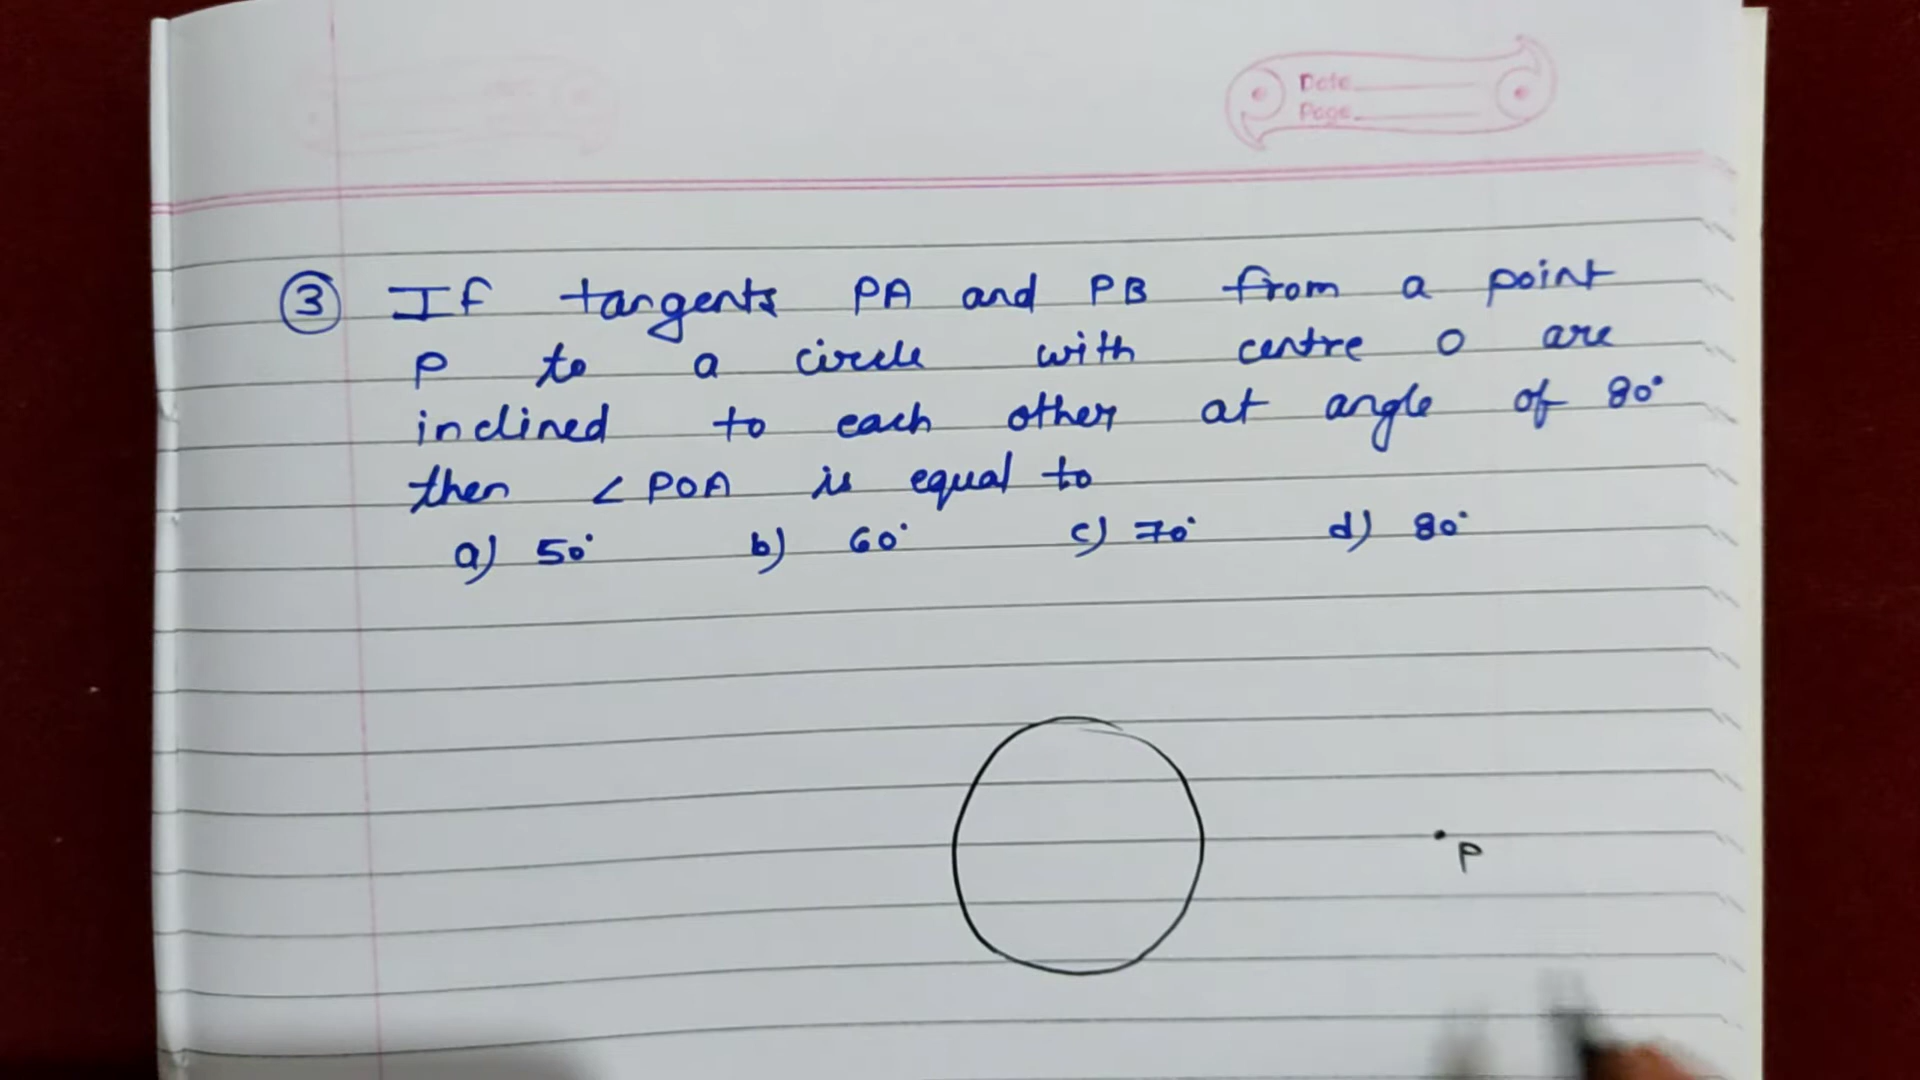 Date
Page
③ If tangents PA and PB from a point
P to a circle with centre O are
inclined to each other at angle of 80°
then ∠POA is equal to
a) 50° b) 60° c) 70° d) 80°
P